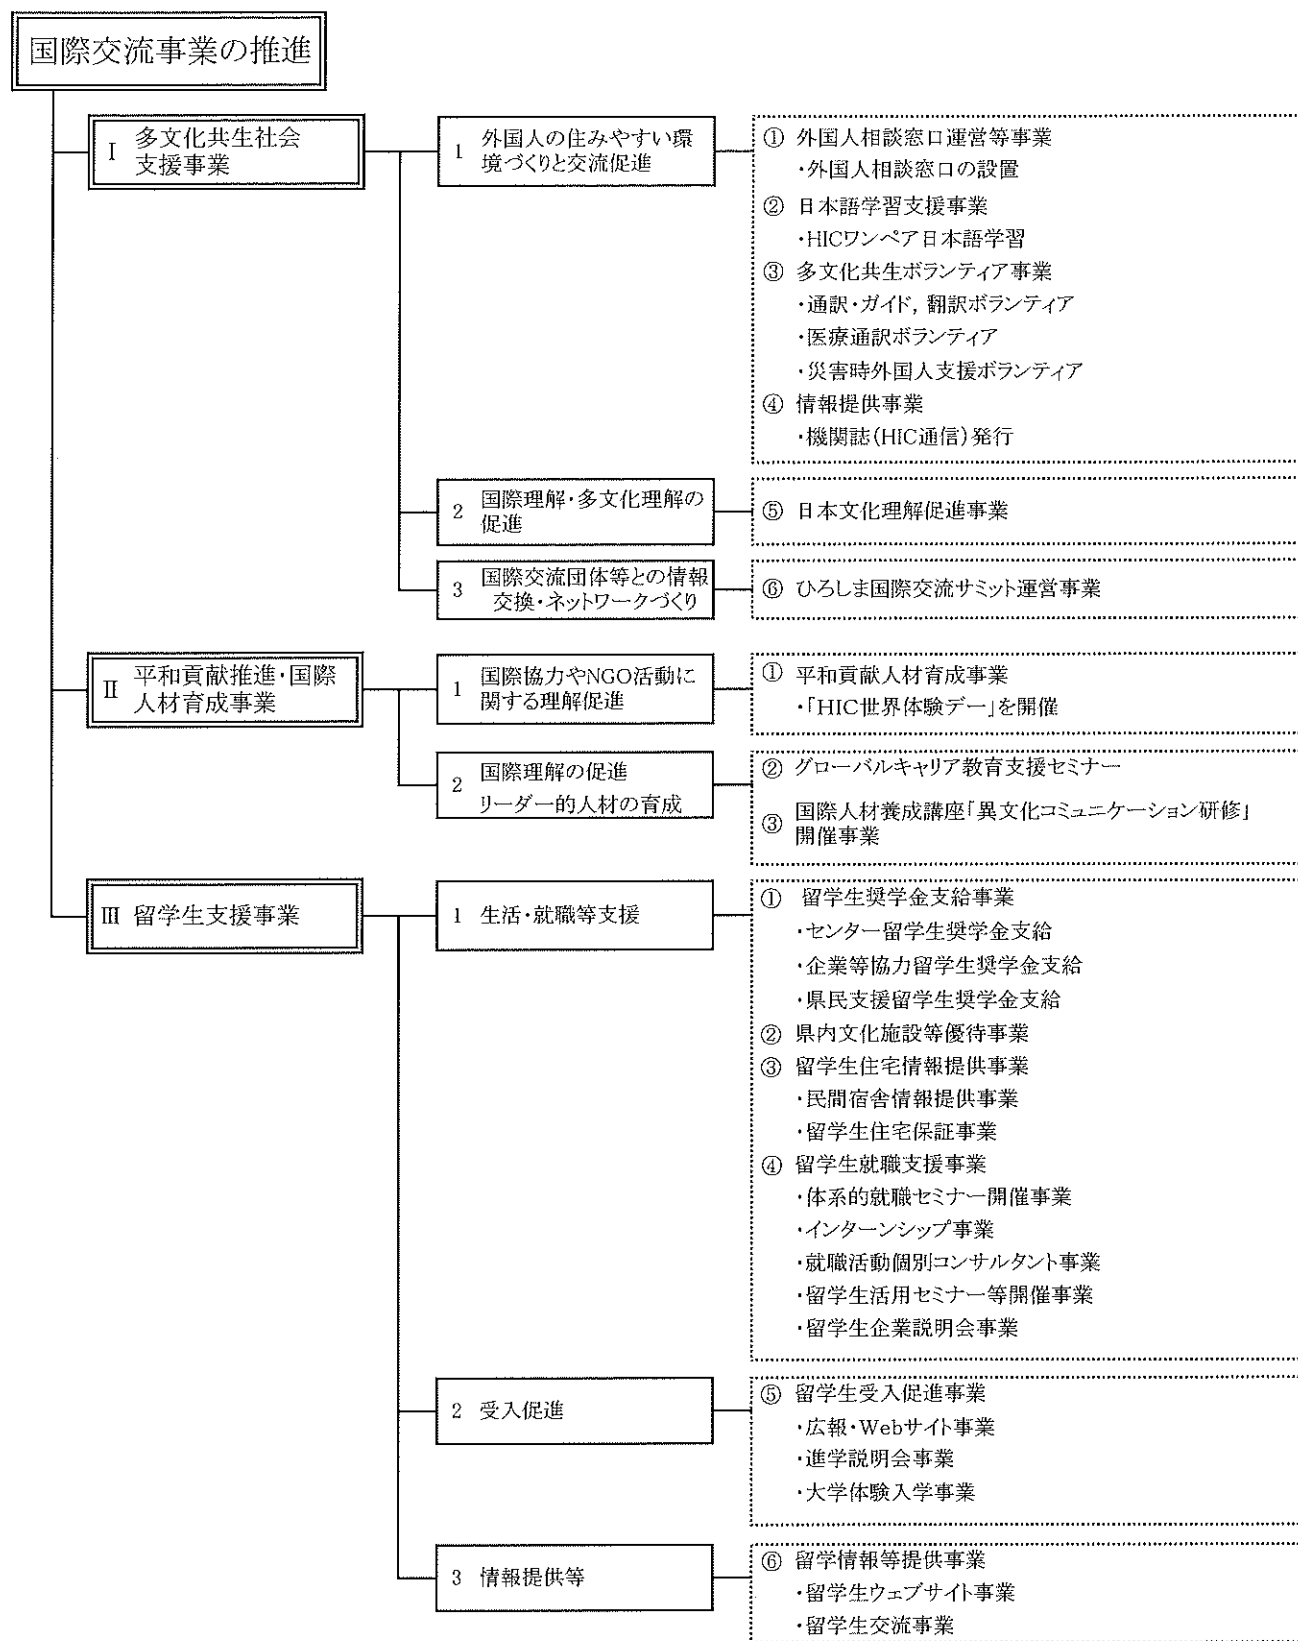 国際交流事業の推進
Ⅰ 多文化共生社会
支援事業
1 外国人の住みやすい環
境づくりと交流促進
① 外国人相談窓口運営等事業
・外国人相談窓口の設置
② 日本語学習支援事業
・HICワンペア日本語学習
③ 多文化共生ボランティア事業
・通訳・ガイド, 翻訳ボランティア
・医療通訳ボランティア
・災害時外国人支援ボランティア
④ 情報提供事業
・機関誌(HIC通信)発行
2 国際理解・多文化理解の
促進
⑤ 日本文化理解促進事業
3 国際交流団体等との情報
交換・ネットワークづくり
⑥ ひろしま国際交流サミット運営事業
Ⅱ 平和貢献推進・国際
人材育成事業
1 国際協力やNGO活動に
関する理解促進
① 平和貢献人材育成事業
・「HIC世界体験デー」を開催
2 国際理解の促進
リーダー的人材の育成
② グローバルキャリア教育支援セミナー
③ 国際人材養成講座「異文化コミュニケーション研修」
開催事業
Ⅲ 留学生支援事業
1 生活・就職等支援
① 留学生奨学金支給事業
・センター留学生奨学金支給
・企業等協力留学生奨学金支給
・県民支援留学生奨学金支給
② 県内文化施設等優待事業
③ 留学生住宅情報提供事業
・民間宿舎情報提供事業
・留学生住宅保証事業
④ 留学生就職支援事業
・体系的就職セミナー開催事業
・インターンシップ事業
・就職活動個別コンサルタント事業
・留学生活用セミナー等開催事業
・留学生企業説明会事業
2 受入促進
⑤ 留学生受入促進事業
・広報・Webサイト事業
・進学説明会事業
・大学体験入学事業
3 情報提供等
⑥ 留学情報等提供事業
・留学生ウェブサイト事業
・留学生交流事業